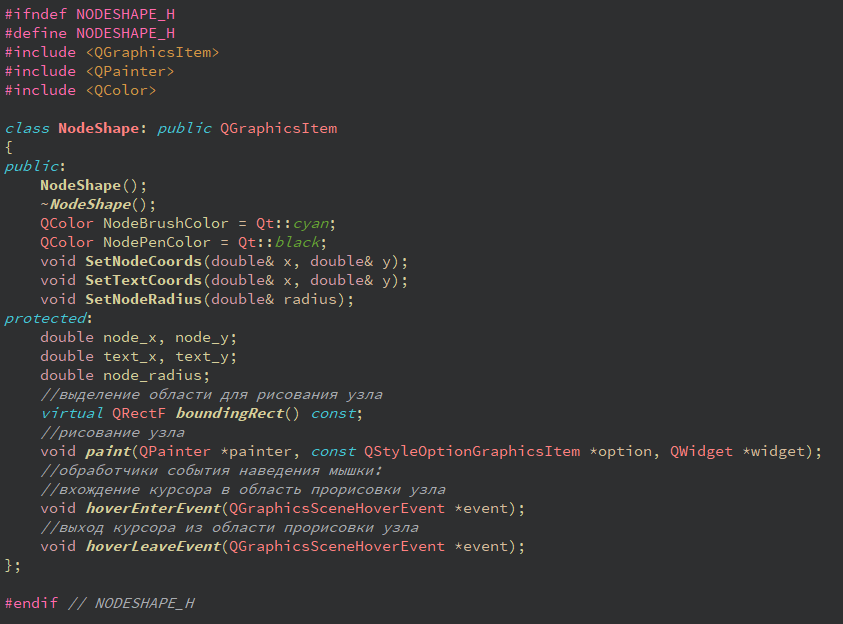 #ifndef NODESHAPE_H
#define NODESHAPE_H
#include <QGraphicsItem>
#include <QPainter>
#include <QColor>
class NodeShape: public QGraphicsItem
{
public:
NodeShape();
~NodeShape();
QColor NodeBrushColor = Qt::cyan;
QColor NodePenColor = Qt::black;
void SetNodeCoords(double& x, double& y);
void SetTextCoords(double& x, double& y);
void SetNodeRadius(double& radius);
protected:
double node_x, node_y;
double text_x, text_y;
double node_radius;
//выделение области для рисования узла
virtual QRectF boundingRect() const;
//рисование узла
void paint(QPainter *painter, const QStyleOptionGraphicsItem *option, QWidget *widget);
//обработчики события наведения мышки:
//вхождение курсора в область прорисовки узла
void hoverEnterEvent(QGraphicsSceneHoverEvent *event);
//выход курсора из области прорисовки узла
void hoverLeaveEvent(QGraphicsSceneHoverEvent *event);
};
#endif // NODESHAPE_H